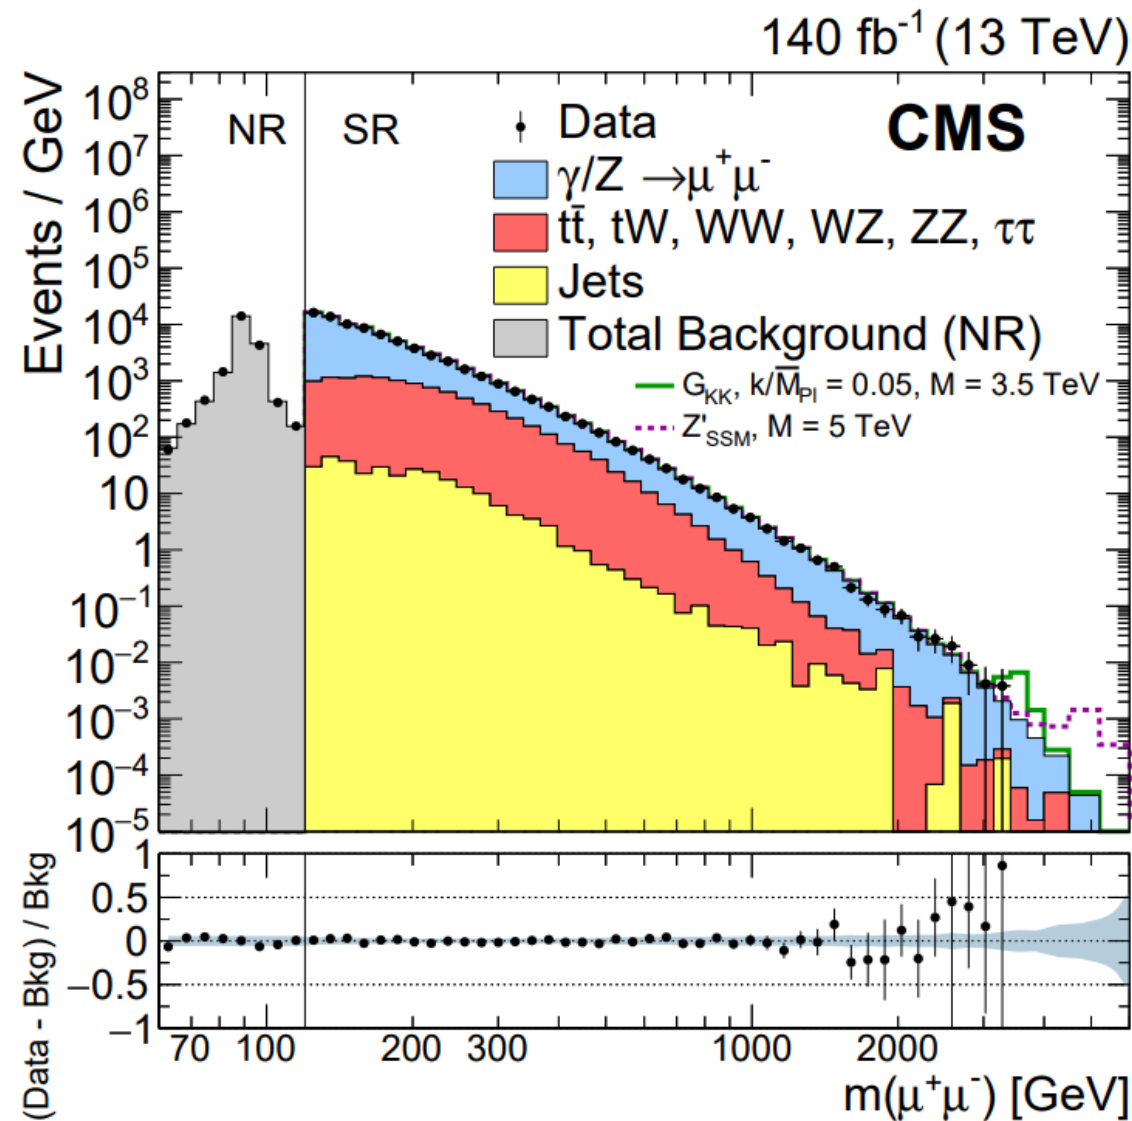 140 fb⁻¹ (13 TeV)
Events / GeV
10⁸
10⁷
10⁶
10⁵
10⁴
10³
10²
10
1
10⁻¹
10⁻²
10⁻³
10⁻⁴
10⁻⁵
NR
SR
CMS
Data
γ/Z →μ⁺μ⁻
tt̄, tW, WW, WZ, ZZ, ττ
Jets
Total Background (NR)
G_KK, k/M̅_Pl = 0.05, M = 3.5 TeV
Z'_SSM, M = 5 TeV
(Data - Bkg) / Bkg
1
0.5
0
−0.5
−1
70 100 200 300 1000 2000
m(μ⁺μ⁻) [GeV]